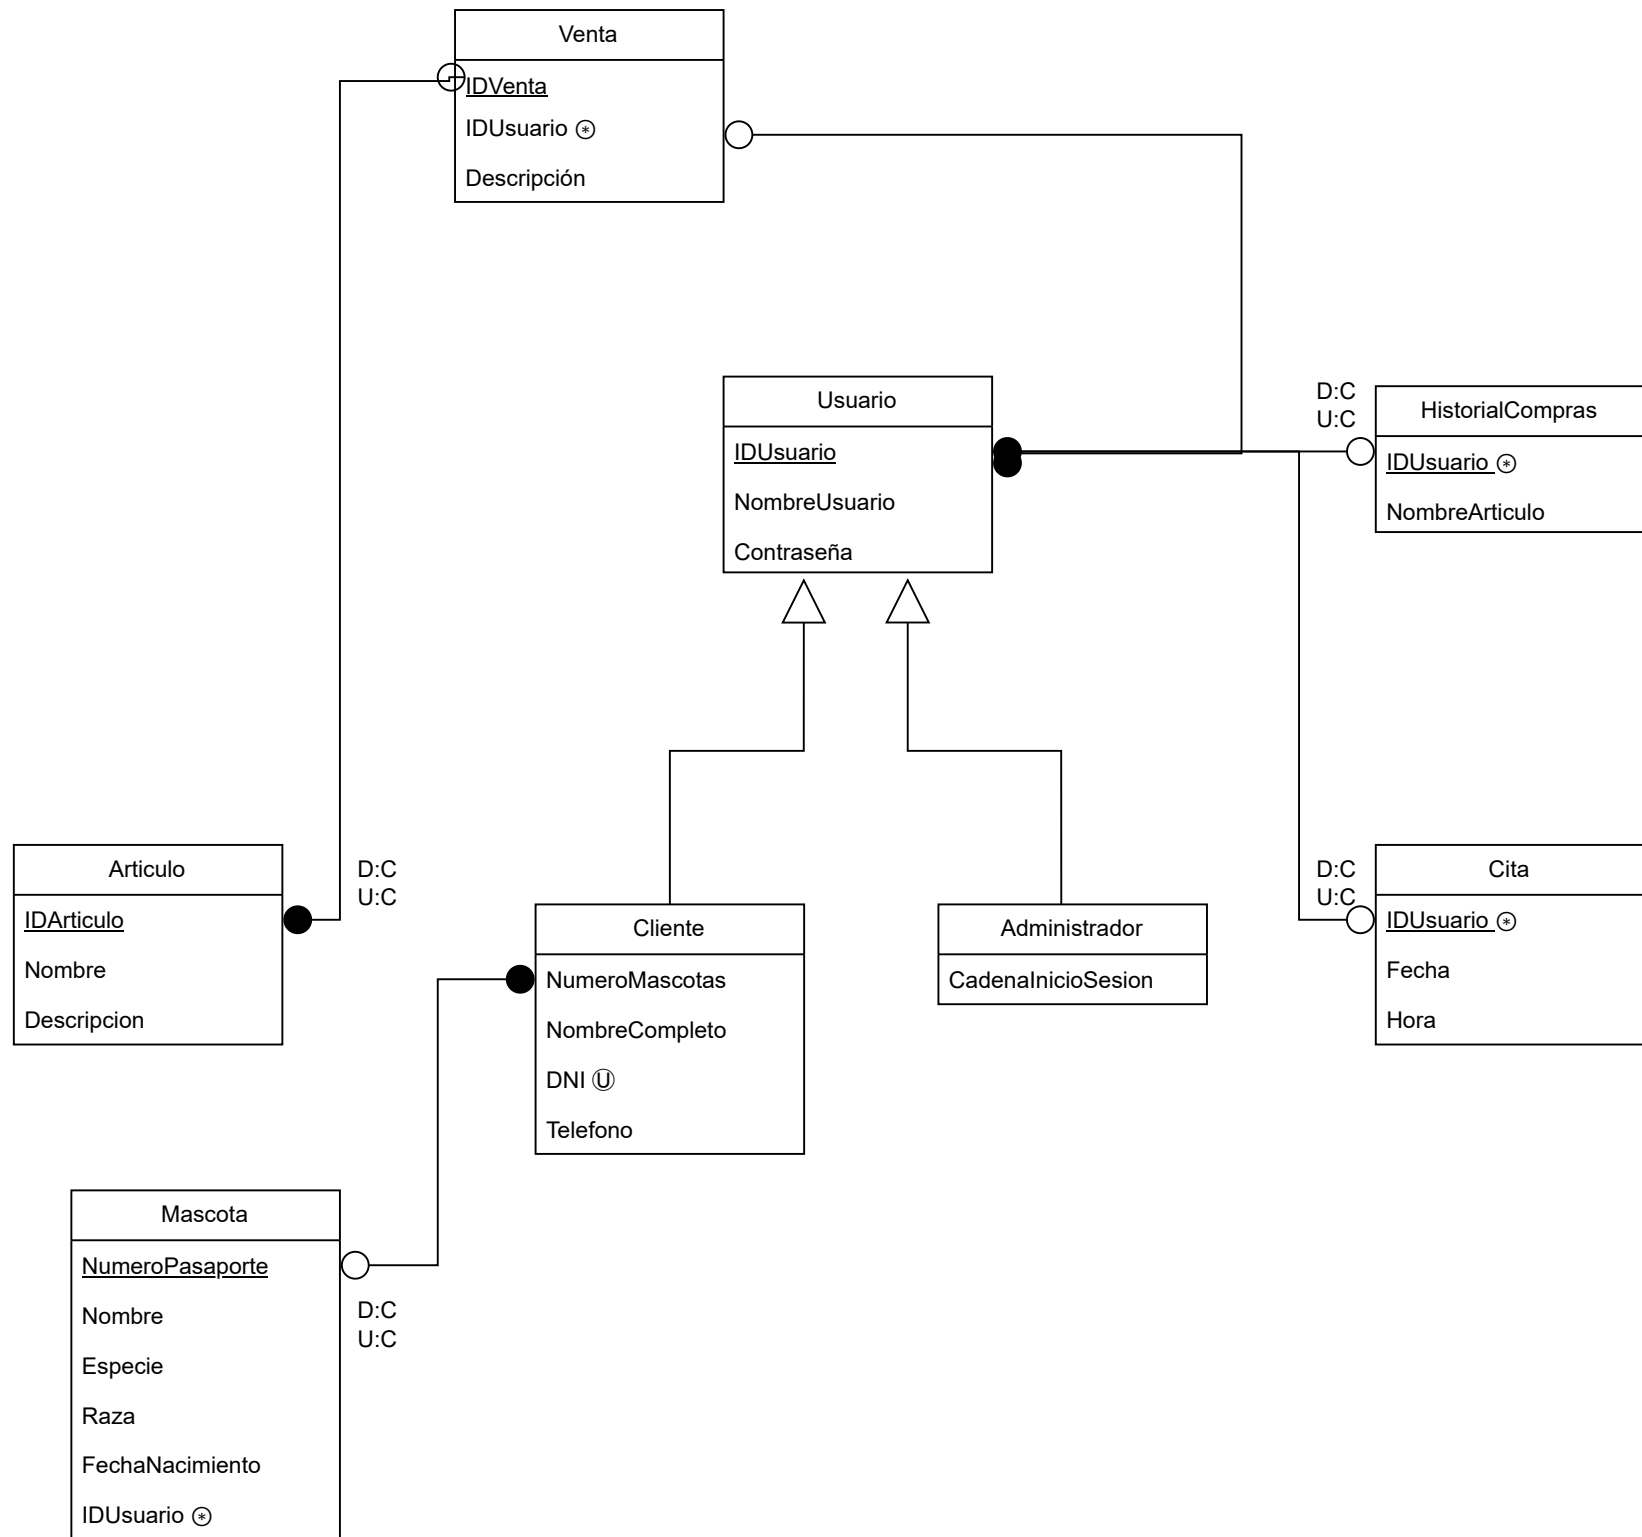 Venta
IDVenta
IDUsuario ⊛
Descripción
Usuario
IDUsuario
NombreUsuario
Contraseña
D:C
U:C
HistorialCompras
IDUsuario ⊛
NombreArticulo
Articulo
IDArticulo
Nombre
Descripcion
D:C
U:C
Cliente
NumeroMascotas
NombreCompleto
DNI Ⓤ
Telefono
Administrador
CadenaInicioSesion
D:C
U:C
Cita
IDUsuario ⊛
Fecha
Hora
Mascota
NumeroPasaporte
Nombre
Especie
Raza
FechaNacimiento
IDUsuario ⊛
D:C
U:C